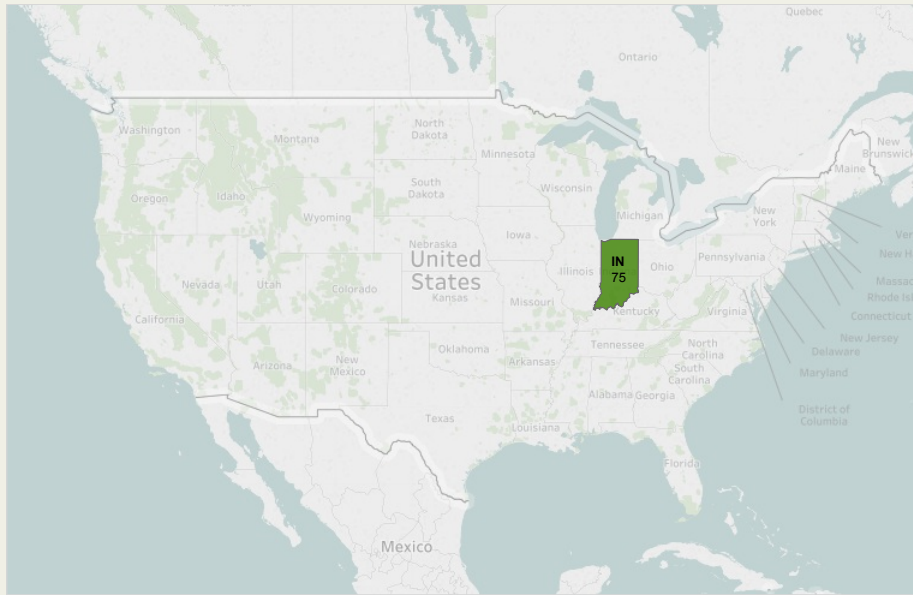 Quebec
Ontario
Washington
Montana
North
Dakota
Minnesota
New
Brunswick
Maine
Oregon
Idaho
South
Dakota
Wisconsin
Michigan
New
York
Wyoming
Iowa
Nebraska
Pennsylvania
United
States
IN
75
Illinois
Ohio
Nevada
Utah
Colorado
Kansas
Missouri
Kentucky
Virginia
California
Tennessee
North
Carolina
Oklahoma
Arkansas
Arizona
New
Mexico
South
Carolina
Alabama
Georgia
Texas
Louisiana
Florida
Mexico
New H
Massac
Rhode Isl
Connecticut
New Jersey
Delaware
Maryland
District of
Columbia